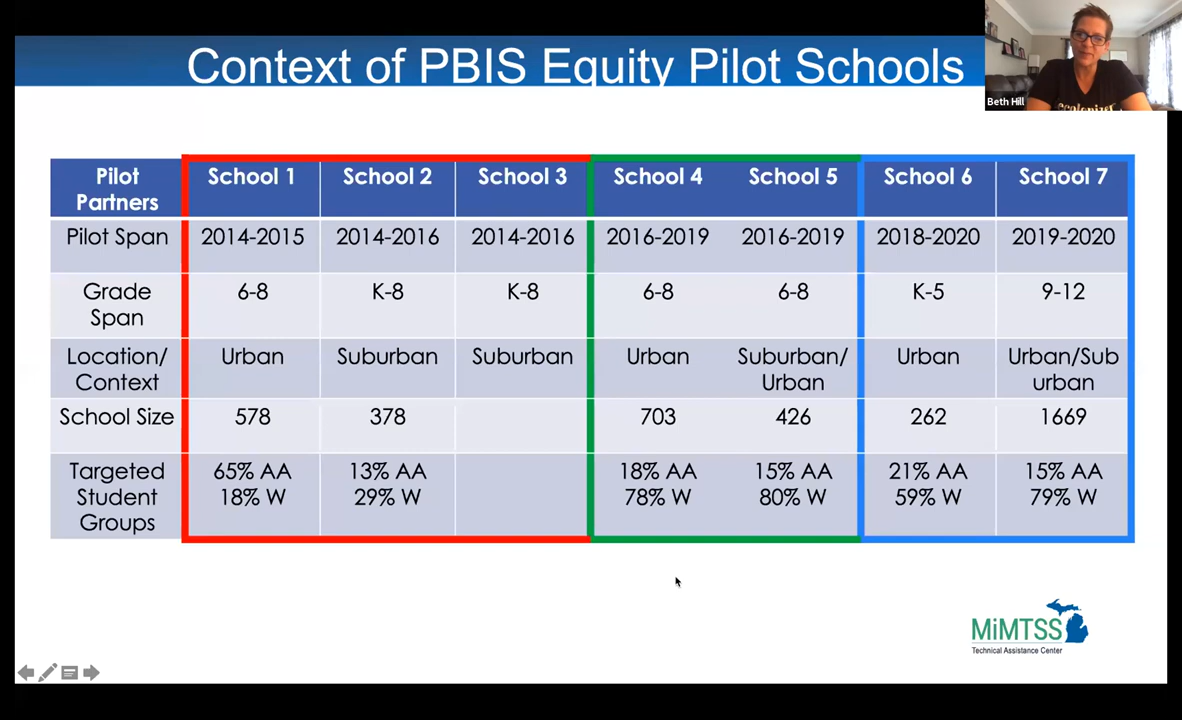 Context of PBIS Equity Pilot Schools
Beth Hill
Pilot Partners School 1 School 2 School 3 School 4 School 5 School 6 School 7
Pilot Span 2014-2015 2014-2016 2014-2016 2016-2019 2016-2019 2018-2020 2019-2020
Grade Span 6-8 K-8 K-8 6-8 6-8 K-5 9-12
Location/ Context Urban Suburban Suburban Urban Suburban/ Urban Urban Urban/Sub urban
School Size 578 378 703 426 262 1669
Targeted Student Groups 65% AA 18% W 13% AA 29% W 18% AA 78% W 15% AA 80% W 21% AA 59% W 15% AA 79% W
MiMTSS
Technical Assistance Center